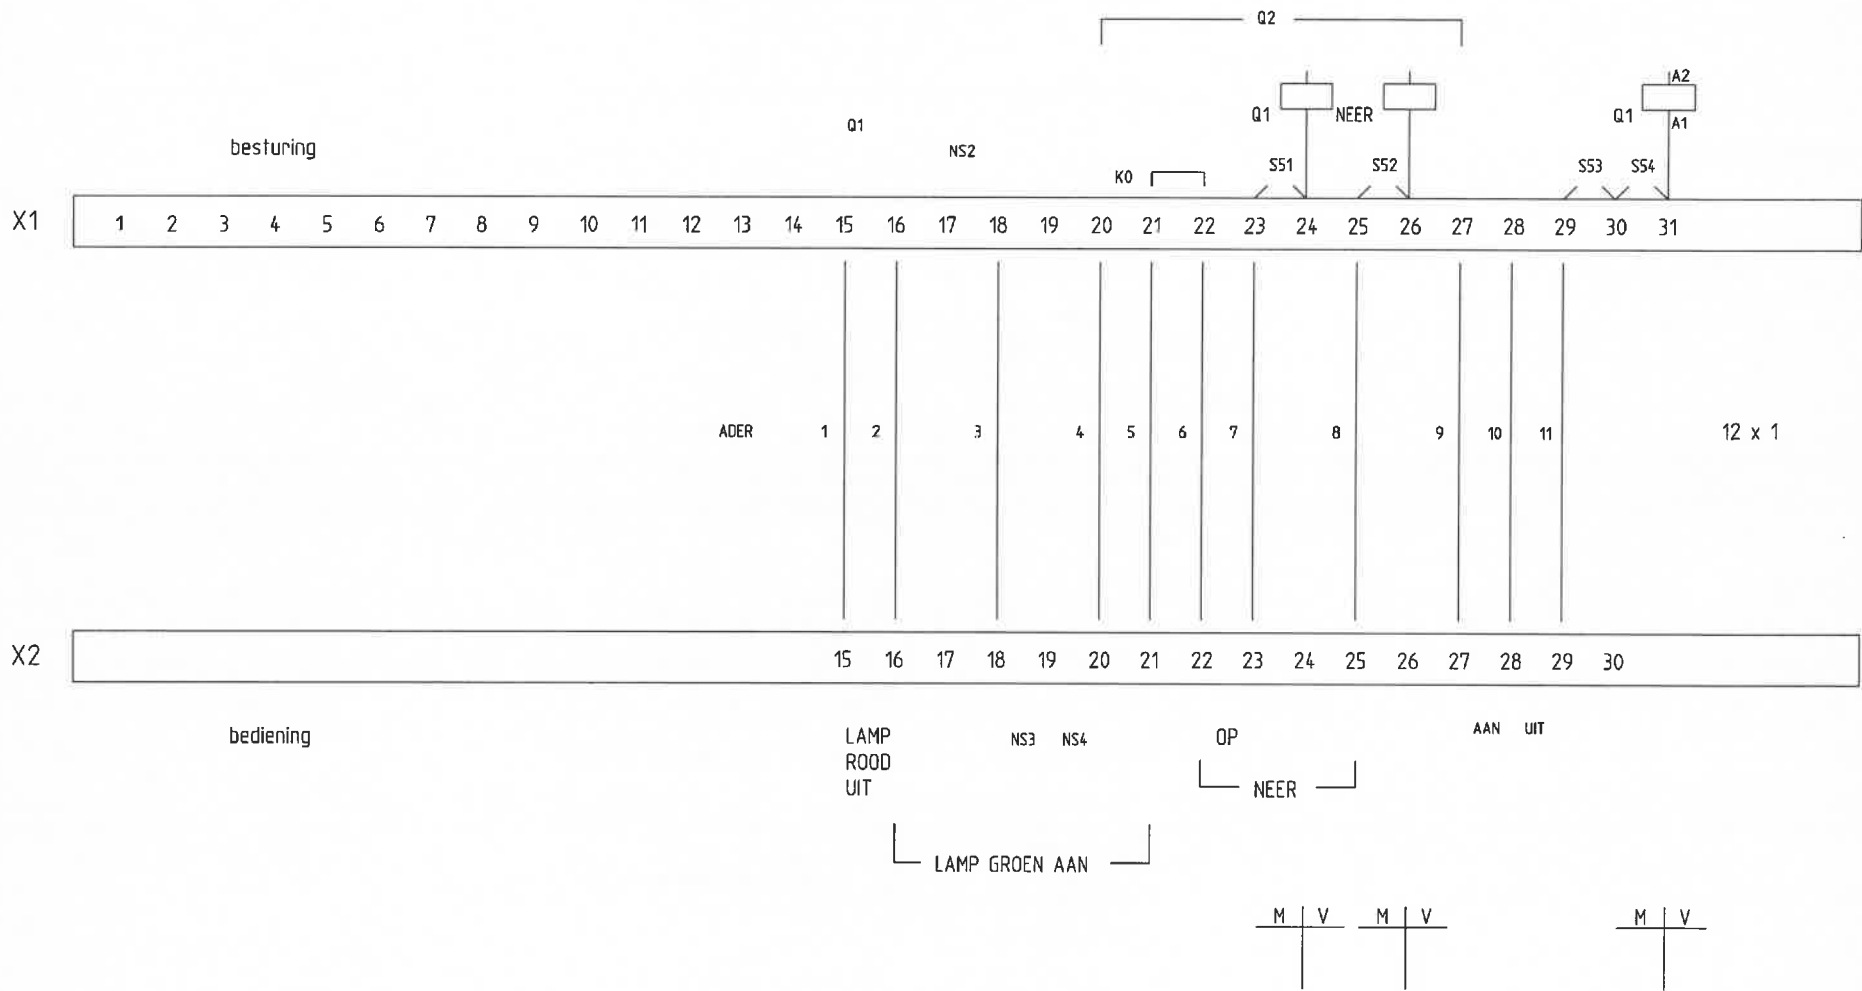 Q2
A2
Q1 NEER Q1
A1
Q1
besturing NS2
S51 S52 S53 S54
K0
X1 1 2 3 4 5 6 7 8 9 10 11 12 13 14 15 16 17 18 19 20 21 22 23 24 25 26 27 28 29 30 31
ADER 1 2 3 4 5 6 7 8 9 10 11 12 x 1
X2 15 16 17 18 19 20 21 22 23 24 25 26 27 28 29 30
bediening LAMP NS3 NS4 OP AAN UIT
ROOD
UIT NEER
LAMP GROEN AAN
M V M V M V